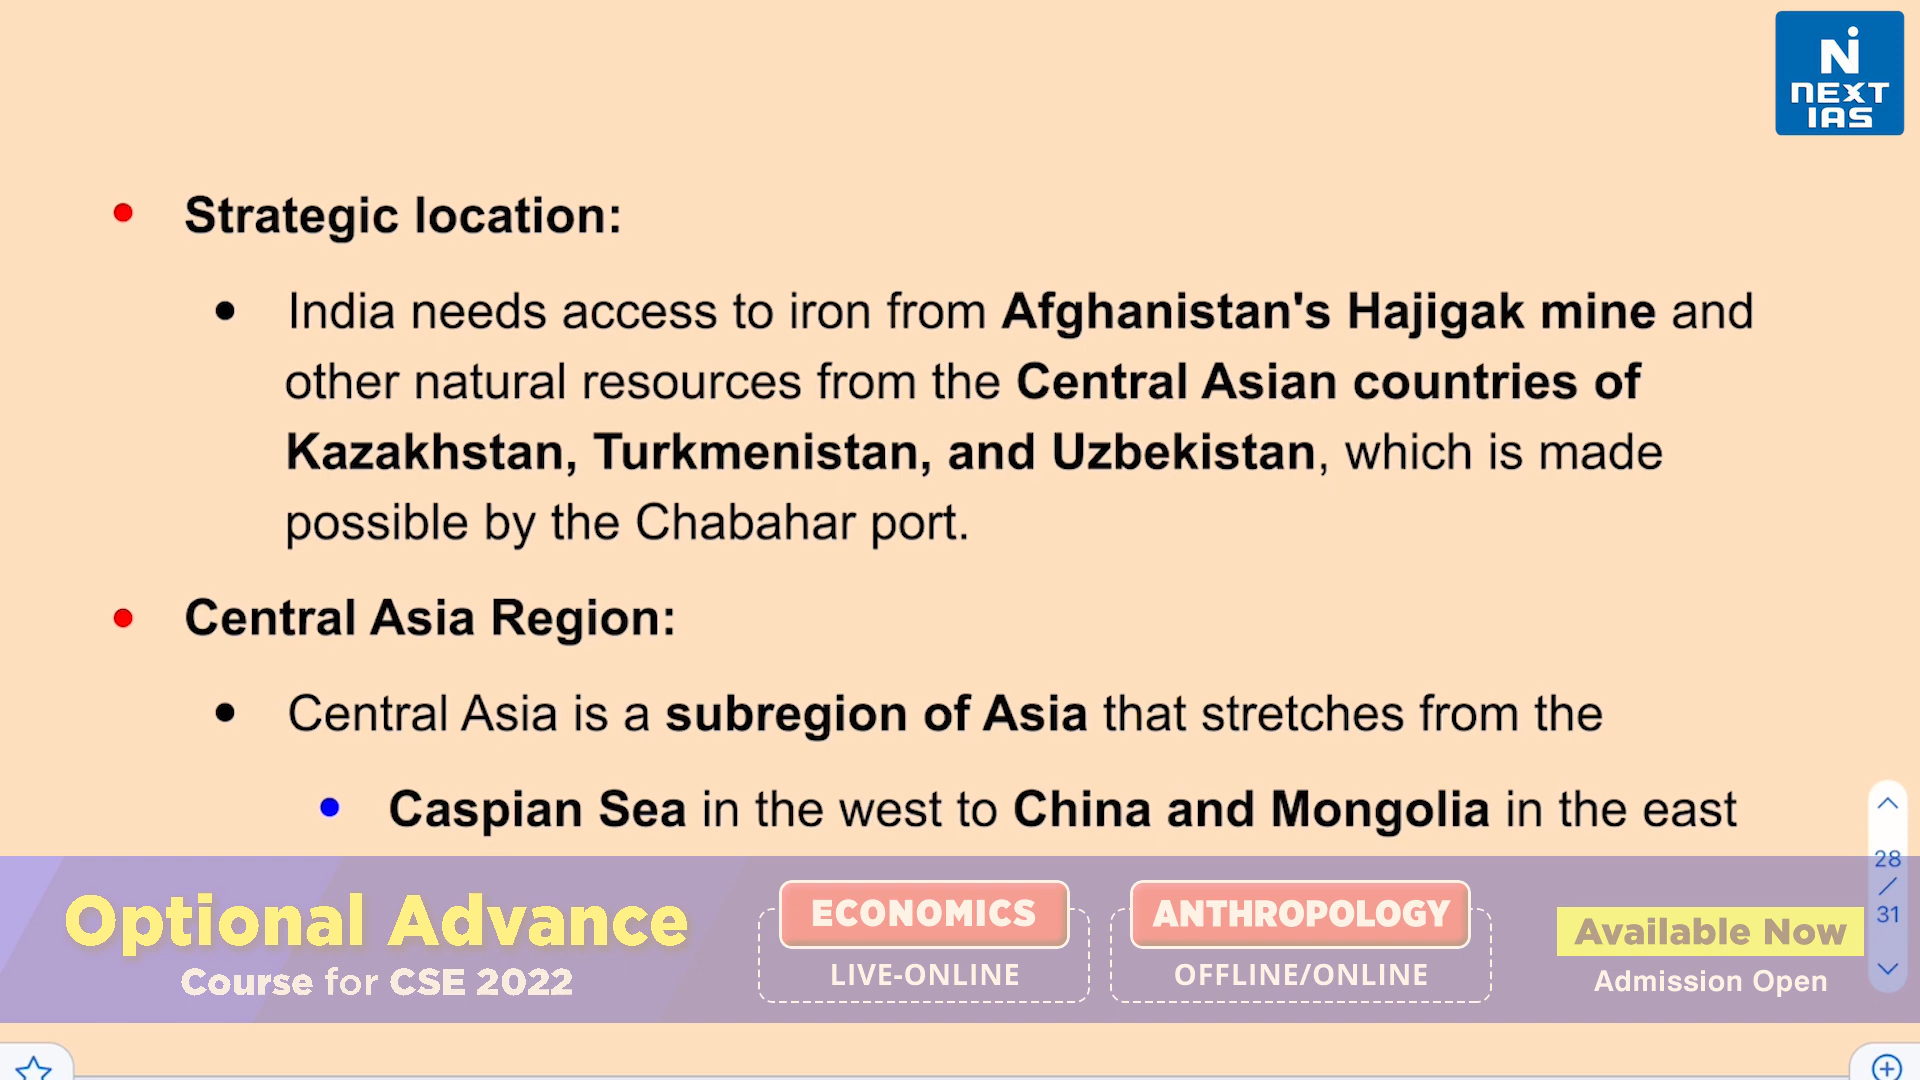 NEXT
IAS
Strategic location:
India needs access to iron from Afghanistan's Hajigak mine and
other natural resources from the Central Asian countries of
Kazakhstan, Turkmenistan, and Uzbekistan, which is made
possible by the Chabahar port.
Central Asia Region:
Central Asia is a subregion of Asia that stretches from the
Caspian Sea in the west to China and Mongolia in the east
28
/
31
Optional Advance
Course for CSE 2022
ECONOMICS
LIVE-ONLINE
ANTHROPOLOGY
OFFLINE/ONLINE
Available Now
Admission Open